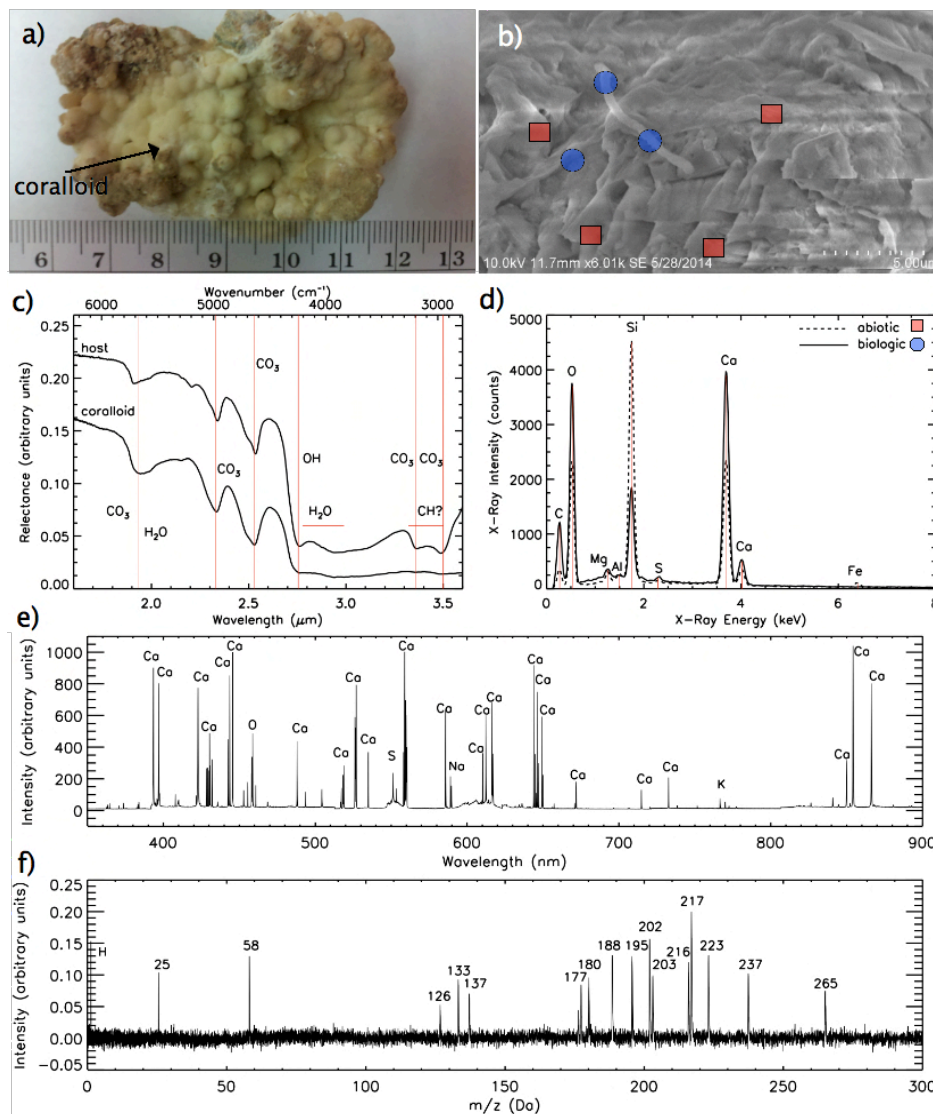 a)
coralloid
6 7 8 9 10 11 12 13
b)
10.0kV 11.7mm x6.01k SE 5/28/2014
5.00um
c)
Wavenumber (cm⁻¹)
6000 5000 4000 3000
0.25
0.20
0.15
0.10
0.05
0.00
Relectance (arbitrary units)
host
coralloid
CO₃
H₂O
CO₃
CO₃
OH
H₂O
CO₃ CO₃
CH?
2.0 2.5 3.0 3.5
Wavelength (μm)
d)
5000
4000
3000
2000
1000
0
X-Ray Intensity (counts)
abiotic
biologic
C
O
Mg
Al
Si
S
Ca
Ca
Fe
0 2 4 6 8
X-Ray Energy (keV)
e)
1000
800
600
400
200
0
Intensity (arbitrary units)
Ca
Ca
Ca
Ca
Ca
Ca
O
Ca
Ca
Ca
Ca
S
Ca
Ca
Na
Ca
Ca
Ca
Ca
Ca
Ca
Ca
Ca
Ca
K
Ca
Ca
Ca
400 500 600 700 800 900
Wavelength (nm)
f)
0.25
0.20
0.15
0.10
0.05
0.00
−0.05
Intensity (arbitrary units)
H
25
58
126
133
137
177
180
188
195
202
203
216
217
223
237
265
0 50 100 150 200 250 300
m/z (Da)